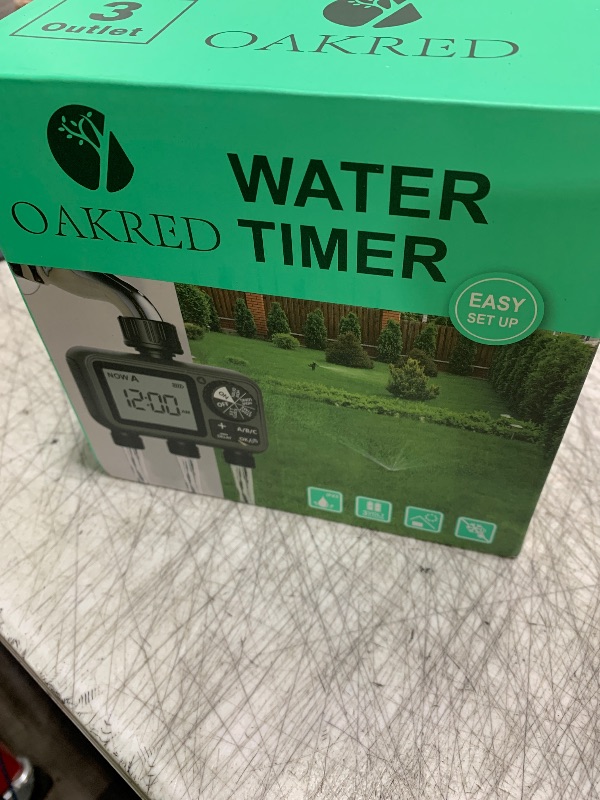 3
Outlet
OAKRED
OAKRED
WATER
TIMER
EASY
SET UP
NOW A
12:00
A/B/C